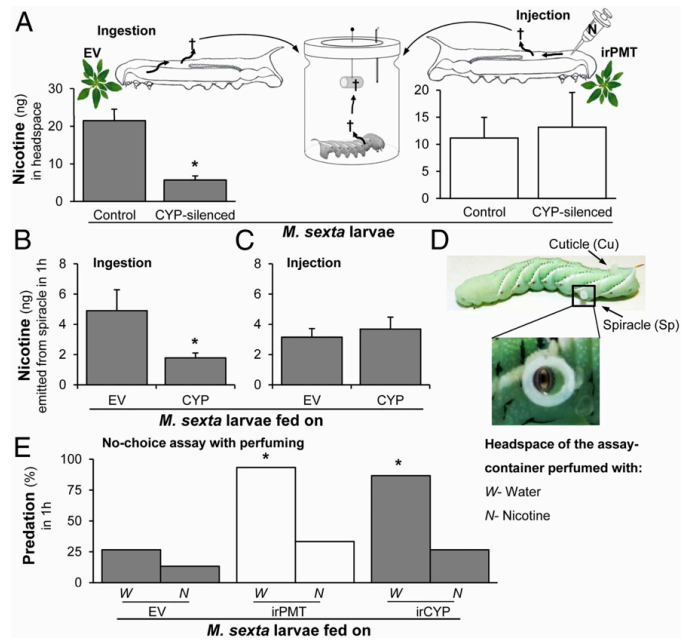 A
Ingestion
†
EV
Nicotine (ng)
in headspace
30
20
10
0
*
Control
CYP-silenced
†
†
Injection
†
N
irPMT
20
15
10
5
0
Control
CYP-silenced
M. sexta larvae
B
Ingestion
Nicotine (ng)
emitted from spiracle in 1h
8
6
4
2
0
*
EV
CYP
C
Injection
8
6
4
2
0
EV
CYP
M. sexta larvae fed on
D
Cuticle (Cu)
Spiracle (Sp)
Headspace of the assay-
container perfumed with:
W- Water
N- Nicotine
E
No-choice assay with perfuming
Predation (%)
in 1h
100
75
50
25
0
*
*
W N W N W N
EV irPMT irCYP
M. sexta larvae fed on